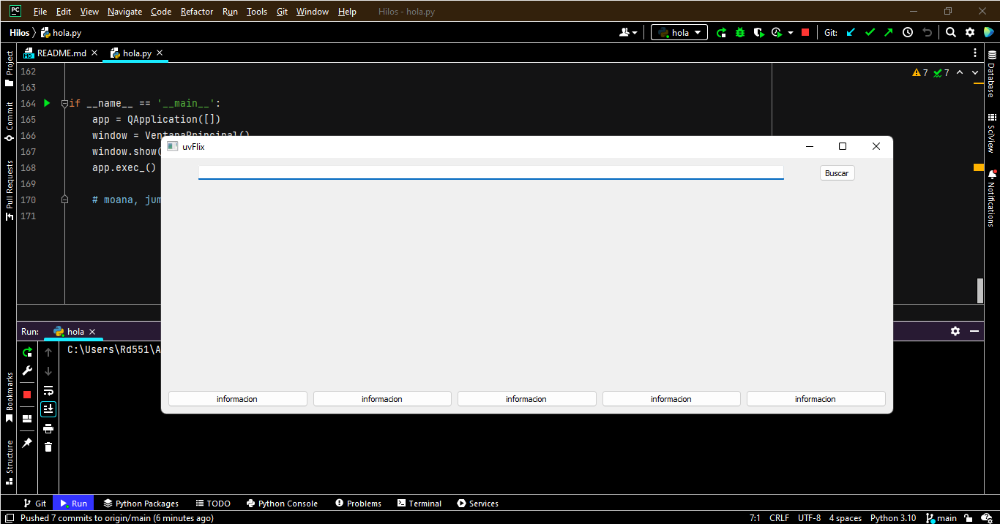 PC File Edit View Navigate Code Refactor Run Tools Git Window Help Hilos - hola.py
Hilos hola.py hola Git:
README.md hola.py
Project
Commit
Pull Requests
Bookmarks
Structure
Database
SciView
Notifications
7 7
162
163
164 if __name__ == '__main__':
165 app = QApplication([])
166 window = VentanaPrincipal()
167 window.show(
168 app.exec_()
169
170 # moana, jum
171
uvFlix
Buscar
informacion informacion informacion informacion informacion
Run: hola
C:\Users\Rd551\A
Git Run Python Packages TODO Python Console Problems Terminal Services
Pushed 7 commits to origin/main (6 minutes ago) 7:1 CRLF UTF-8 4 spaces Python 3.10 main